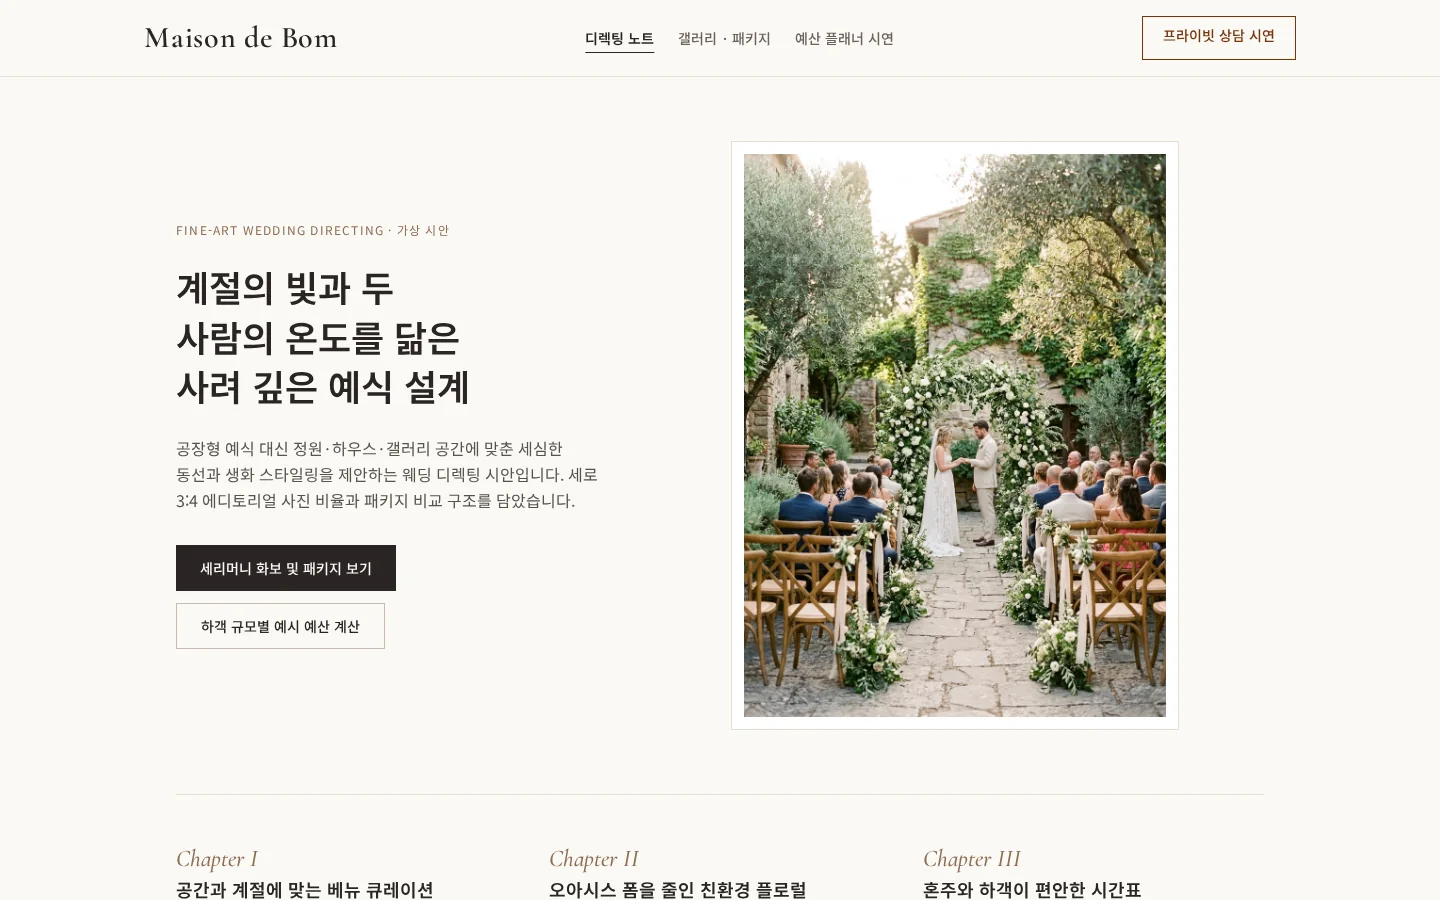 Maison de Bom
디렉팅 노트
갤러리 · 패키지
예산 플래너 시연
프라이빗 상담 시연
FINE-ART WEDDING DIRECTING · 가상 시안
계절의 빛과 두
사람의 온도를 닮은
사려 깊은 예식 설계
공장형 예식 대신 정원·하우스·갤러리 공간에 맞춘 세심한
동선과 생화 스타일링을 제안하는 웨딩 디렉팅 시안입니다. 세로
3:4 에디토리얼 사진 비율과 패키지 비교 구조를 담았습니다.
세리머니 화보 및 패키지 보기
하객 규모별 예시 예산 계산
Chapter I
공간과 계절에 맞는 베뉴 큐레이션
Chapter II
오아시스 폼을 줄인 친환경 플로럴
Chapter III
혼주와 하객이 편안한 시간표